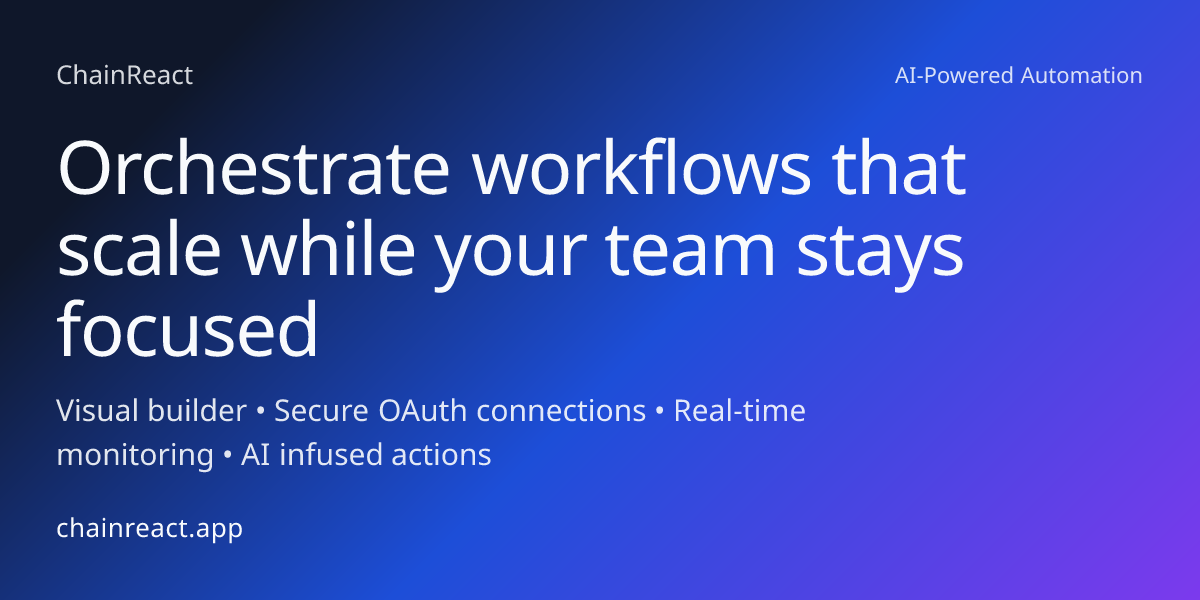 ChainReact
AI-Powered Automation
Orchestrate workflows that
scale while your team stays
focused
Visual builder • Secure OAuth connections • Real-time
monitoring • AI infused actions
chainreact.app